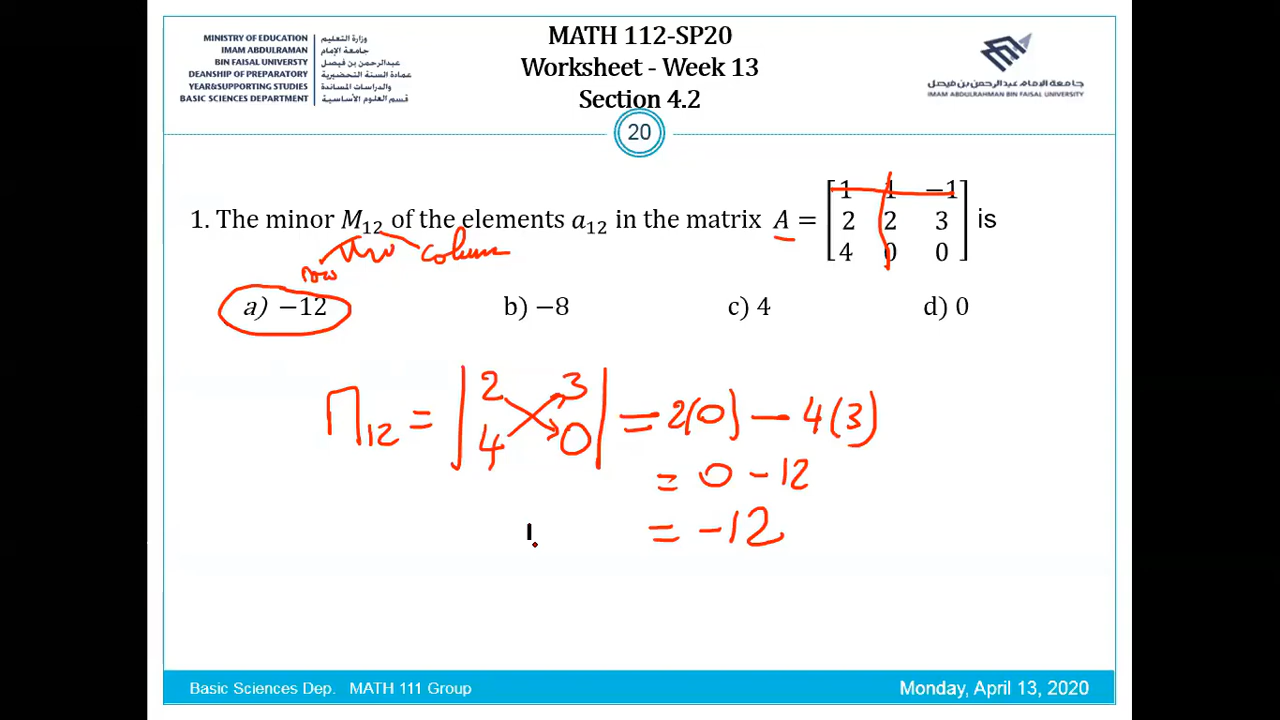 MINISTRY OF EDUCATION
IMAM ABDULRAMAN
BIN FAISAL UNIVERSTY
DEANSHIP OF PREPARATORY
YEAR&SUPPORTING STUDIES
BASIC SCIENCES DEPARTMENT
وزارة التعليم
جامعة الإمام
عبدالرحمن بن فيصل
عمادة السنة التحضيرية
والدراسات المساندة
قسم العلوم الأساسية
MATH 112-SP20
Worksheet - Week 13
Section 4.2
جامعة الإمام عبدالرحمن بن فيصل
IMAM ABDULRAHMAN BIN FAISAL UNIVERSITY
20
1. The minor M₁₂ of the elements a₁₂ in the matrix A = [1 1 −1
2 2 3
4 0 0] is
row column
a) −12 b) −8 c) 4 d) 0
M₁₂ = |2 3
4 0| = 2(0) − 4(3)
= 0 − 12
= −12
Basic Sciences Dep. MATH 111 Group
Monday, April 13, 2020